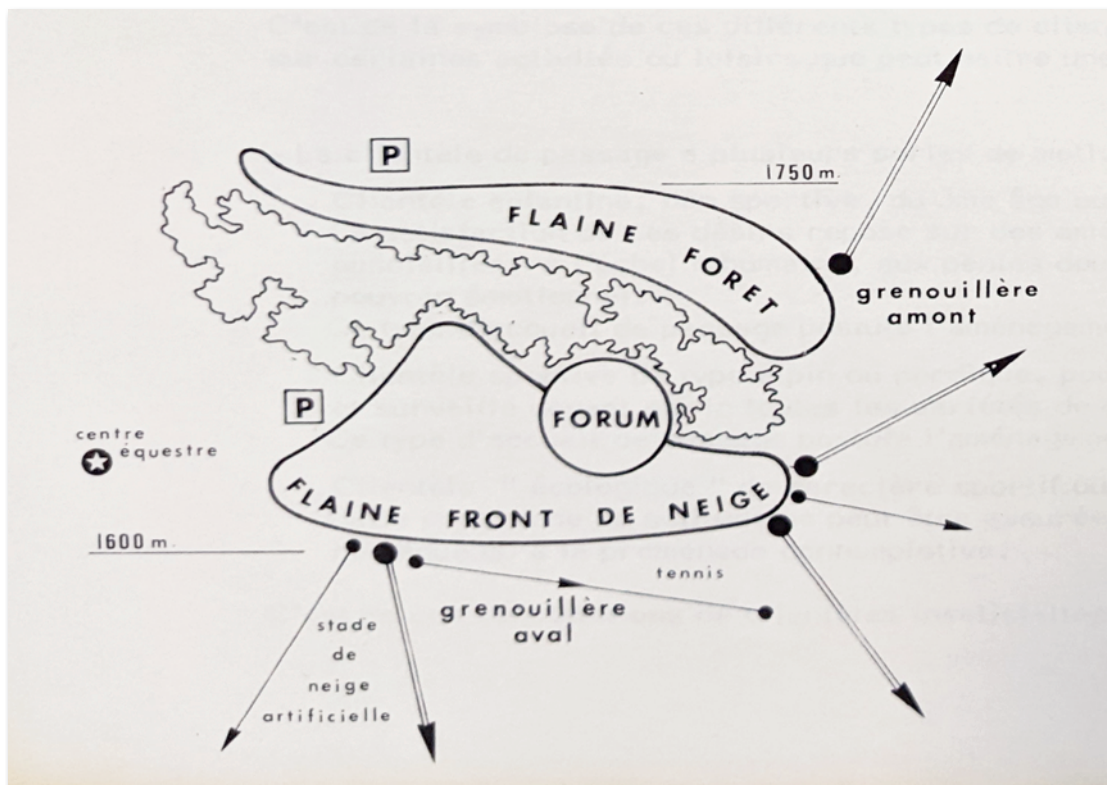 P
1750 m.
FLAINE FORET
grenouillère
amont
P
FORUM
centre
équestre
FLAINE FRONT DE NEIGE
1600 m.
tennis
grenouillère
aval
stade
de
neige
artificielle